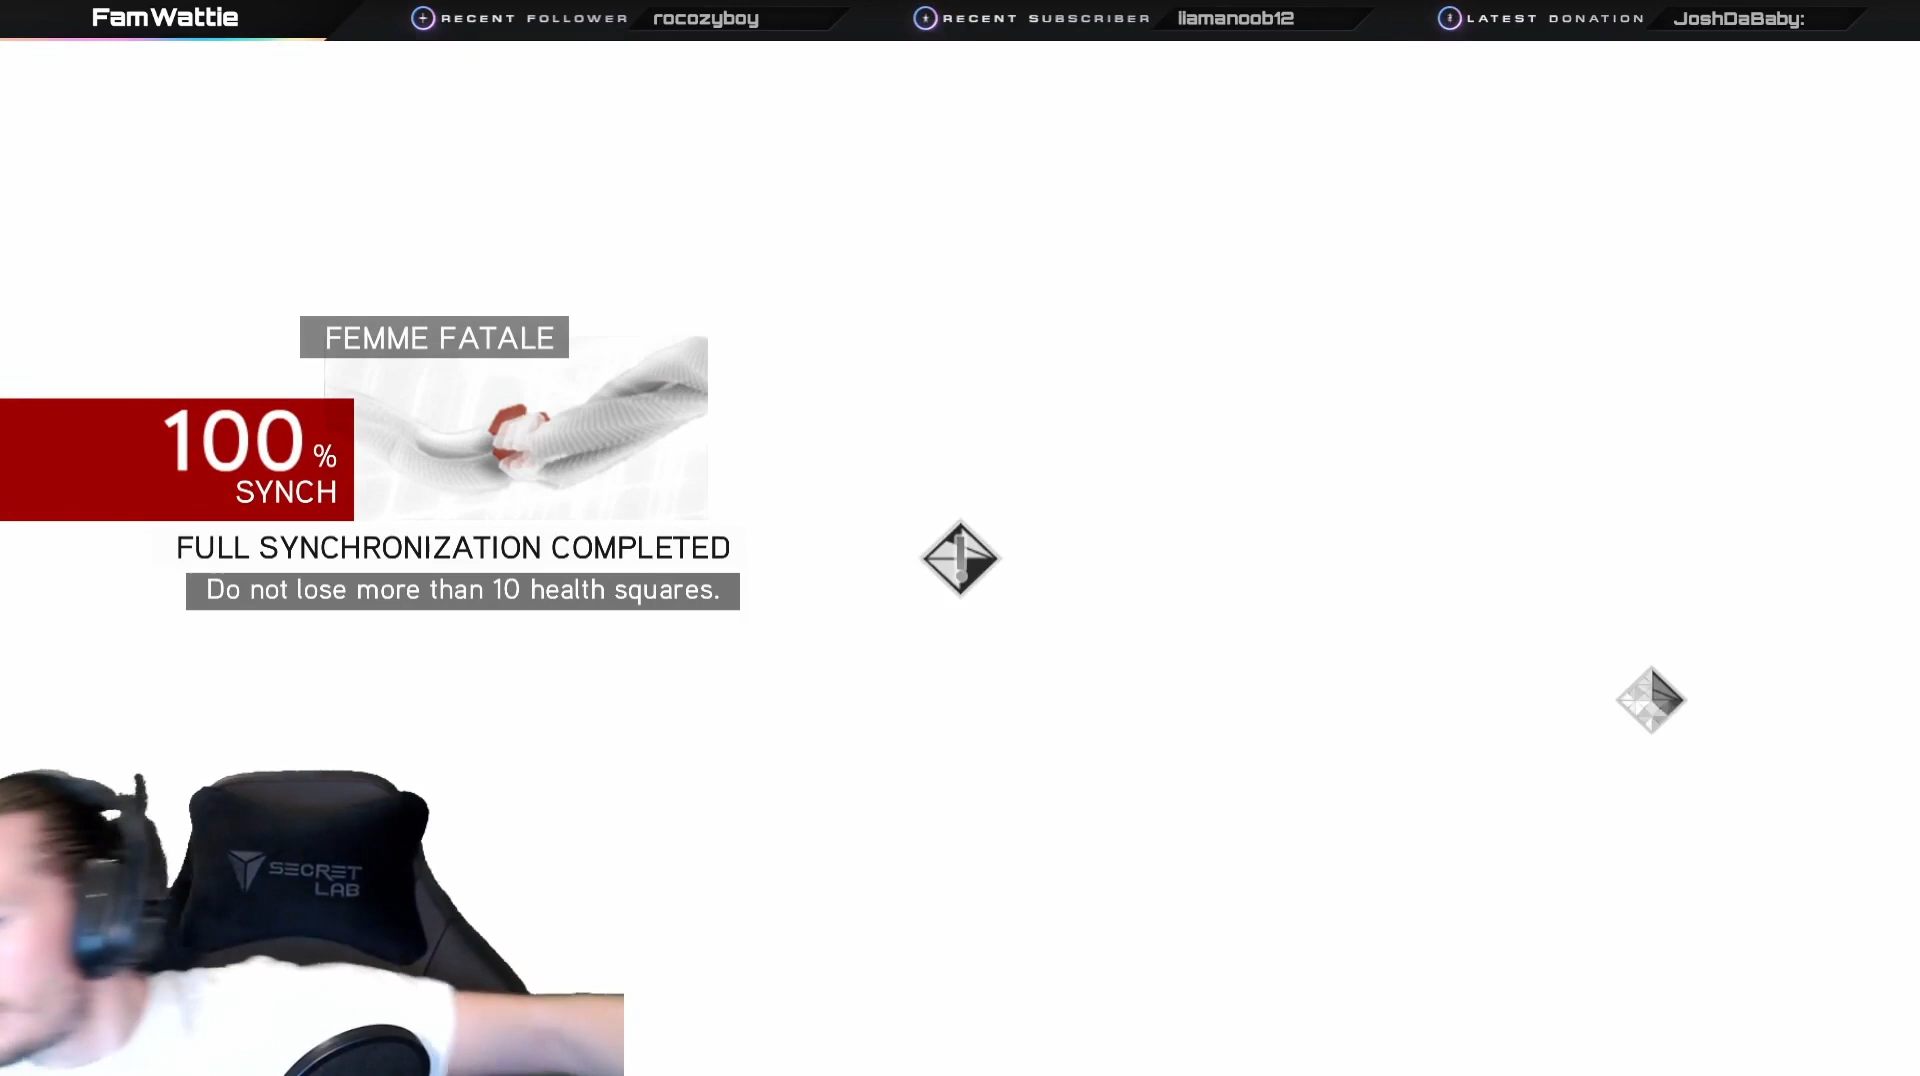 FamWattie
RECENT FOLLOWER rocozyboy
RECENT SUBSCRIBER llamanoob12
LATEST DONATION JoshDaBaby:
FEMME FATALE
100 %
SYNCH
FULL SYNCHRONIZATION COMPLETED
Do not lose more than 10 health squares.
SECRET
LAB